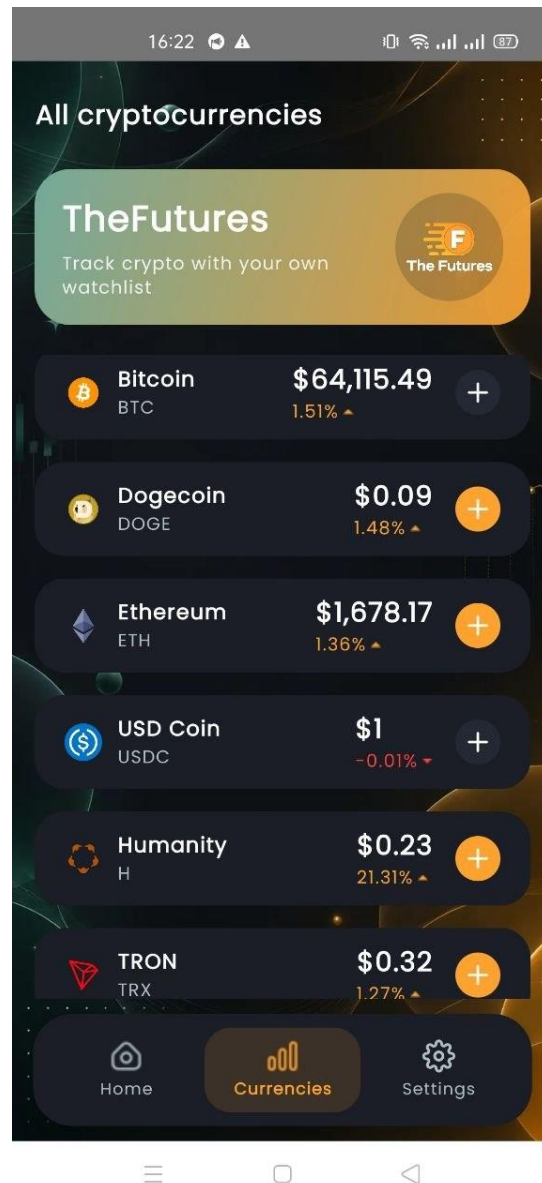 16:22
87
All cryptocurrencies
TheFutures
Track crypto with your own
watchlist
F
The Futures
Bitcoin
BTC
$64,115.49
1.51%
Dogecoin
DOGE
$0.09
1.48%
Ethereum
ETH
$1,678.17
1.36%
USD Coin
USDC
$1
-0.01%
Humanity
H
$0.23
21.31%
TRON
TRX
$0.32
1.27%
Home
Currencies
Settings